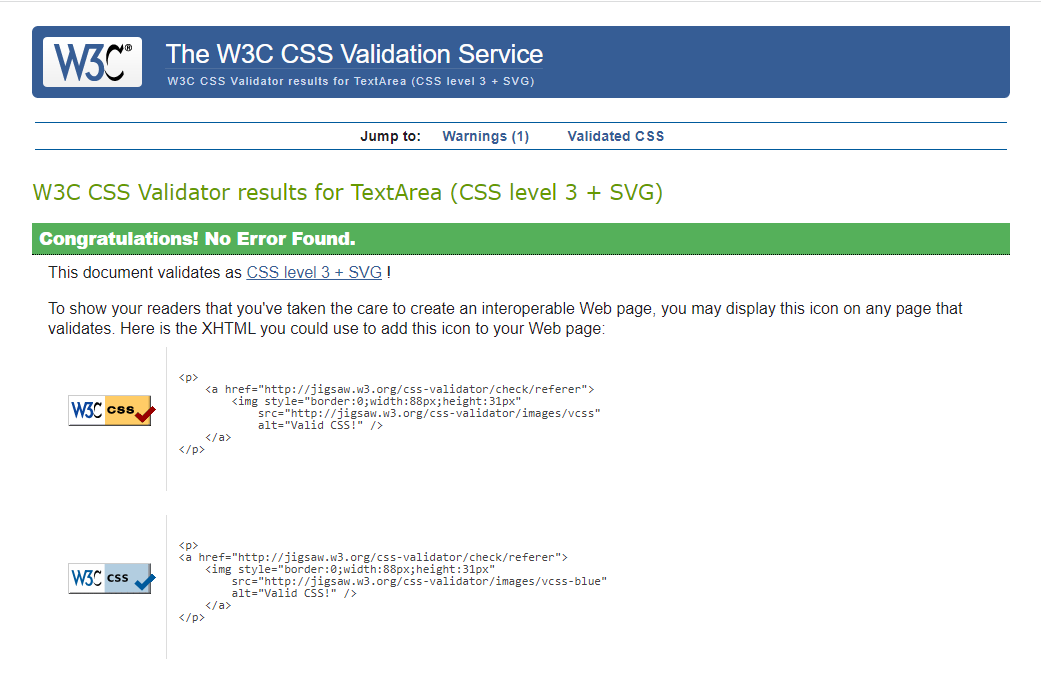 W3C®
The W3C CSS Validation Service
W3C CSS Validator results for TextArea (CSS level 3 + SVG)
Jump to: Warnings (1) Validated CSS
W3C CSS Validator results for TextArea (CSS level 3 + SVG)
Congratulations! No Error Found.
This document validates as CSS level 3 + SVG !
To show your readers that you've taken the care to create an interoperable Web page, you may display this icon on any page that
validates. Here is the XHTML you could use to add this icon to your Web page:
W3C css
<p>
<a href="http://jigsaw.w3.org/css-validator/check/referer">
<img style="border:0;width:88px;height:31px"
src="http://jigsaw.w3.org/css-validator/images/vcss"
alt="Valid CSS!" />
</a>
</p>
W3C css
<p>
<a href="http://jigsaw.w3.org/css-validator/check/referer">
<img style="border:0;width:88px;height:31px"
src="http://jigsaw.w3.org/css-validator/images/vcss-blue"
alt="Valid CSS!" />
</a>
</p>